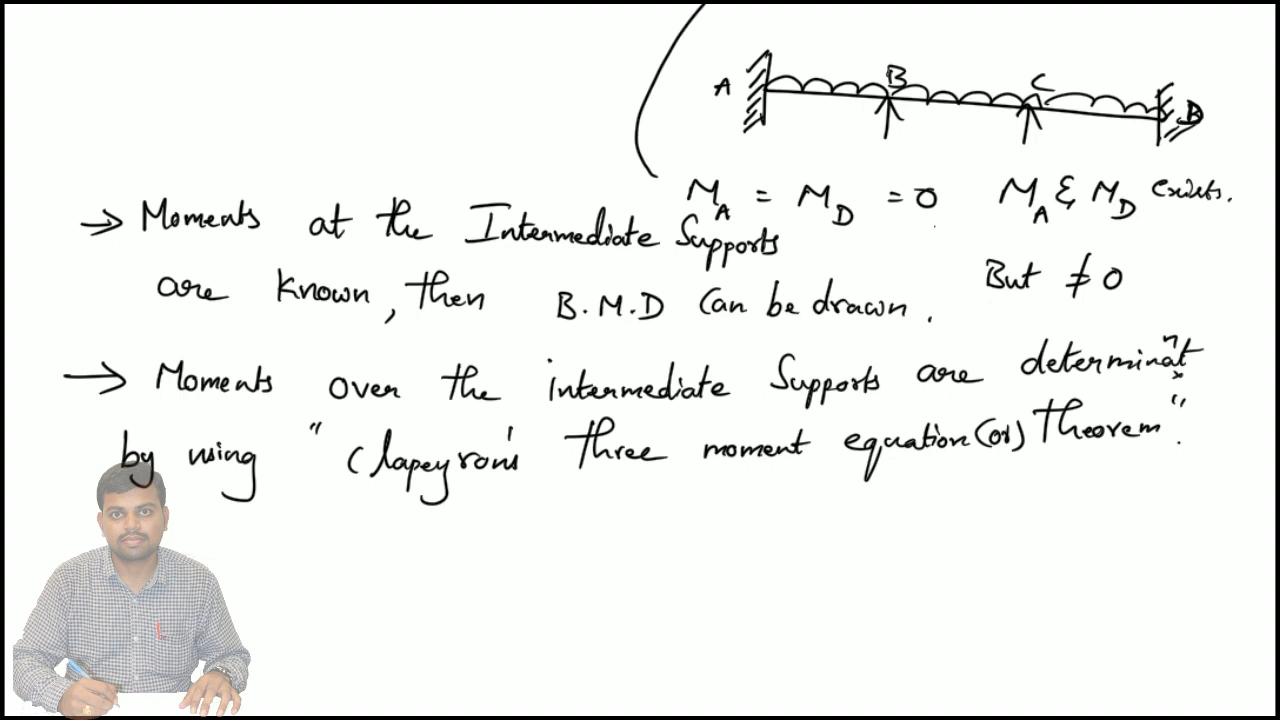 A B C D
M_A = M_D = 0 M_A & M_D exists.
→ Moments at the Intermediate Supports
are known, then B.M.D Can be drawn.
But ≠ 0
→ Moments over the intermediate Supports are determinat
by using "Clapeyron's three moment equation (or) Theorem".